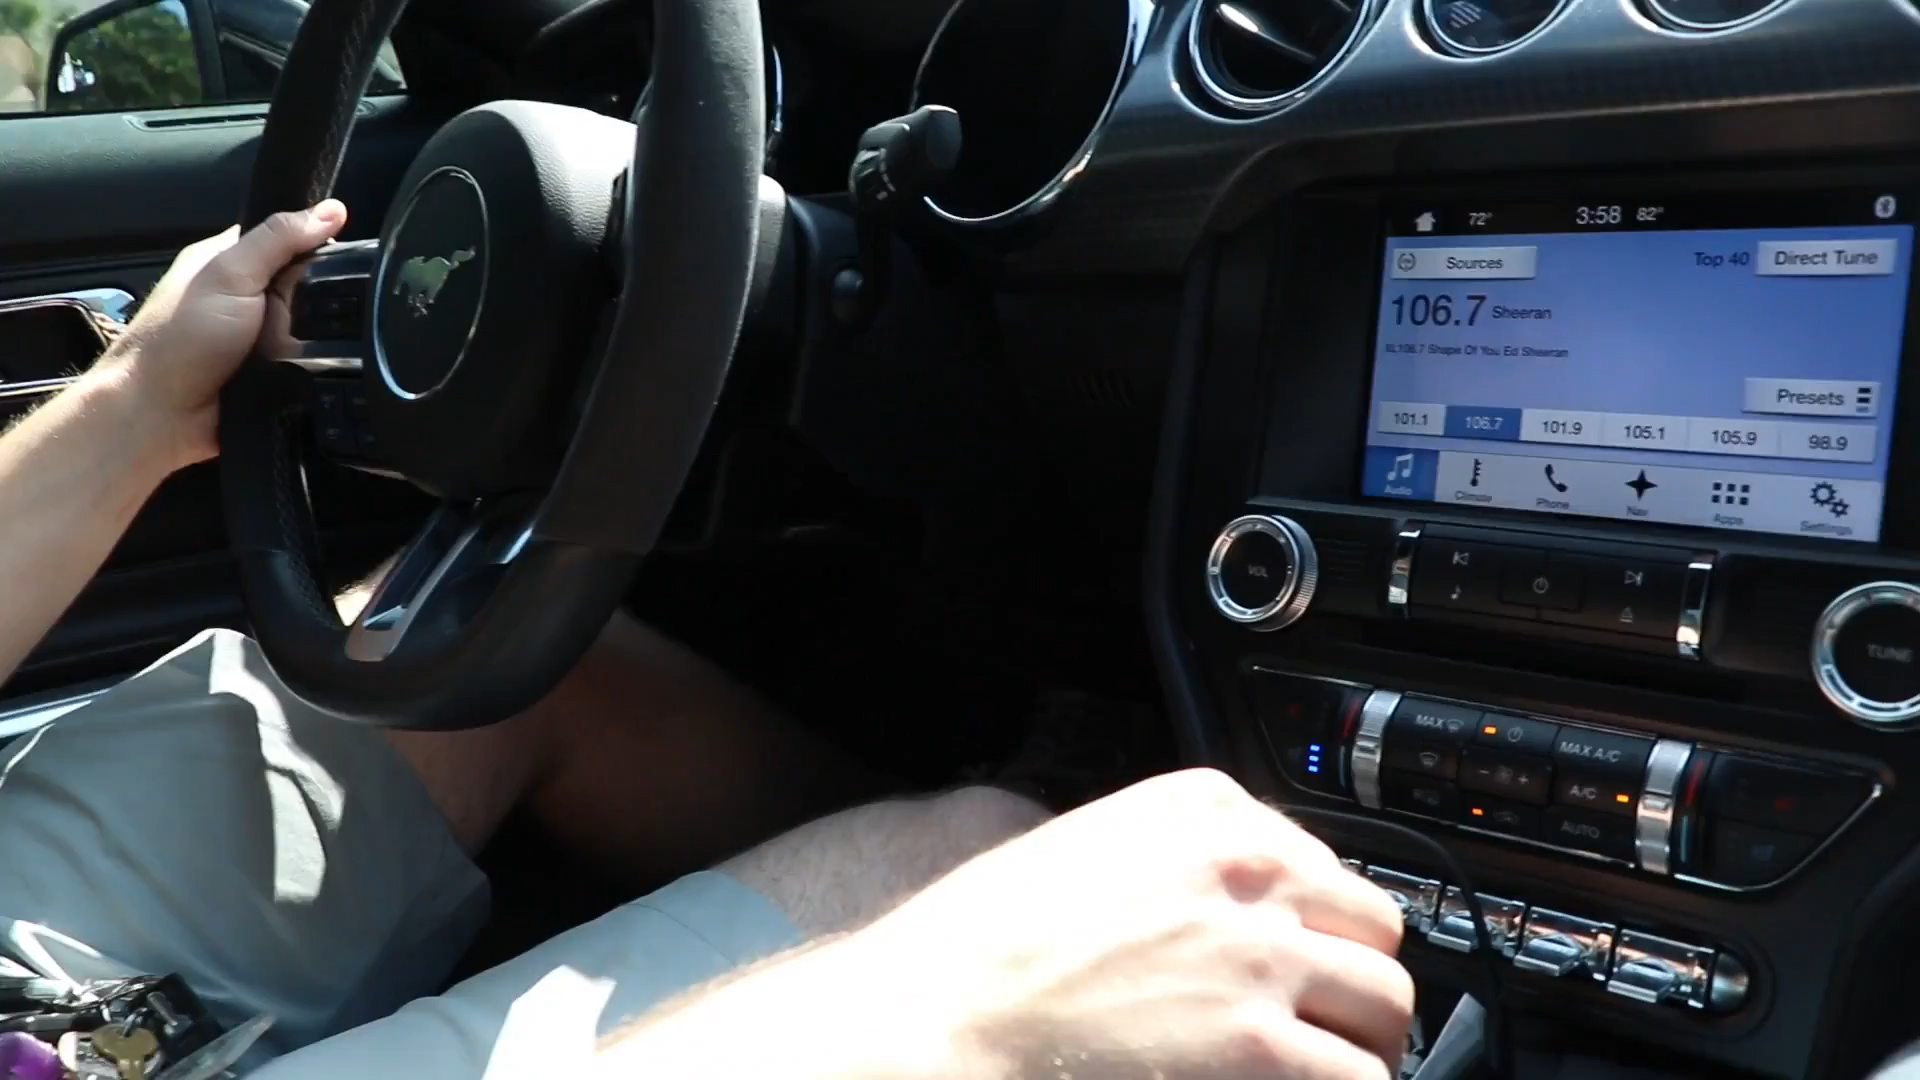 72° 3:58 82°
Sources Top 40 Direct Tune
106.7 Sheeran
XL106.7 Shape Of You Ed Sheeran
Presets
101.1 106.7 101.9 105.1 105.9 98.9
Audio Climate Phone Nav Apps Settings
VOL
TUNE
MAX
MAX A/C
A/C
AUTO